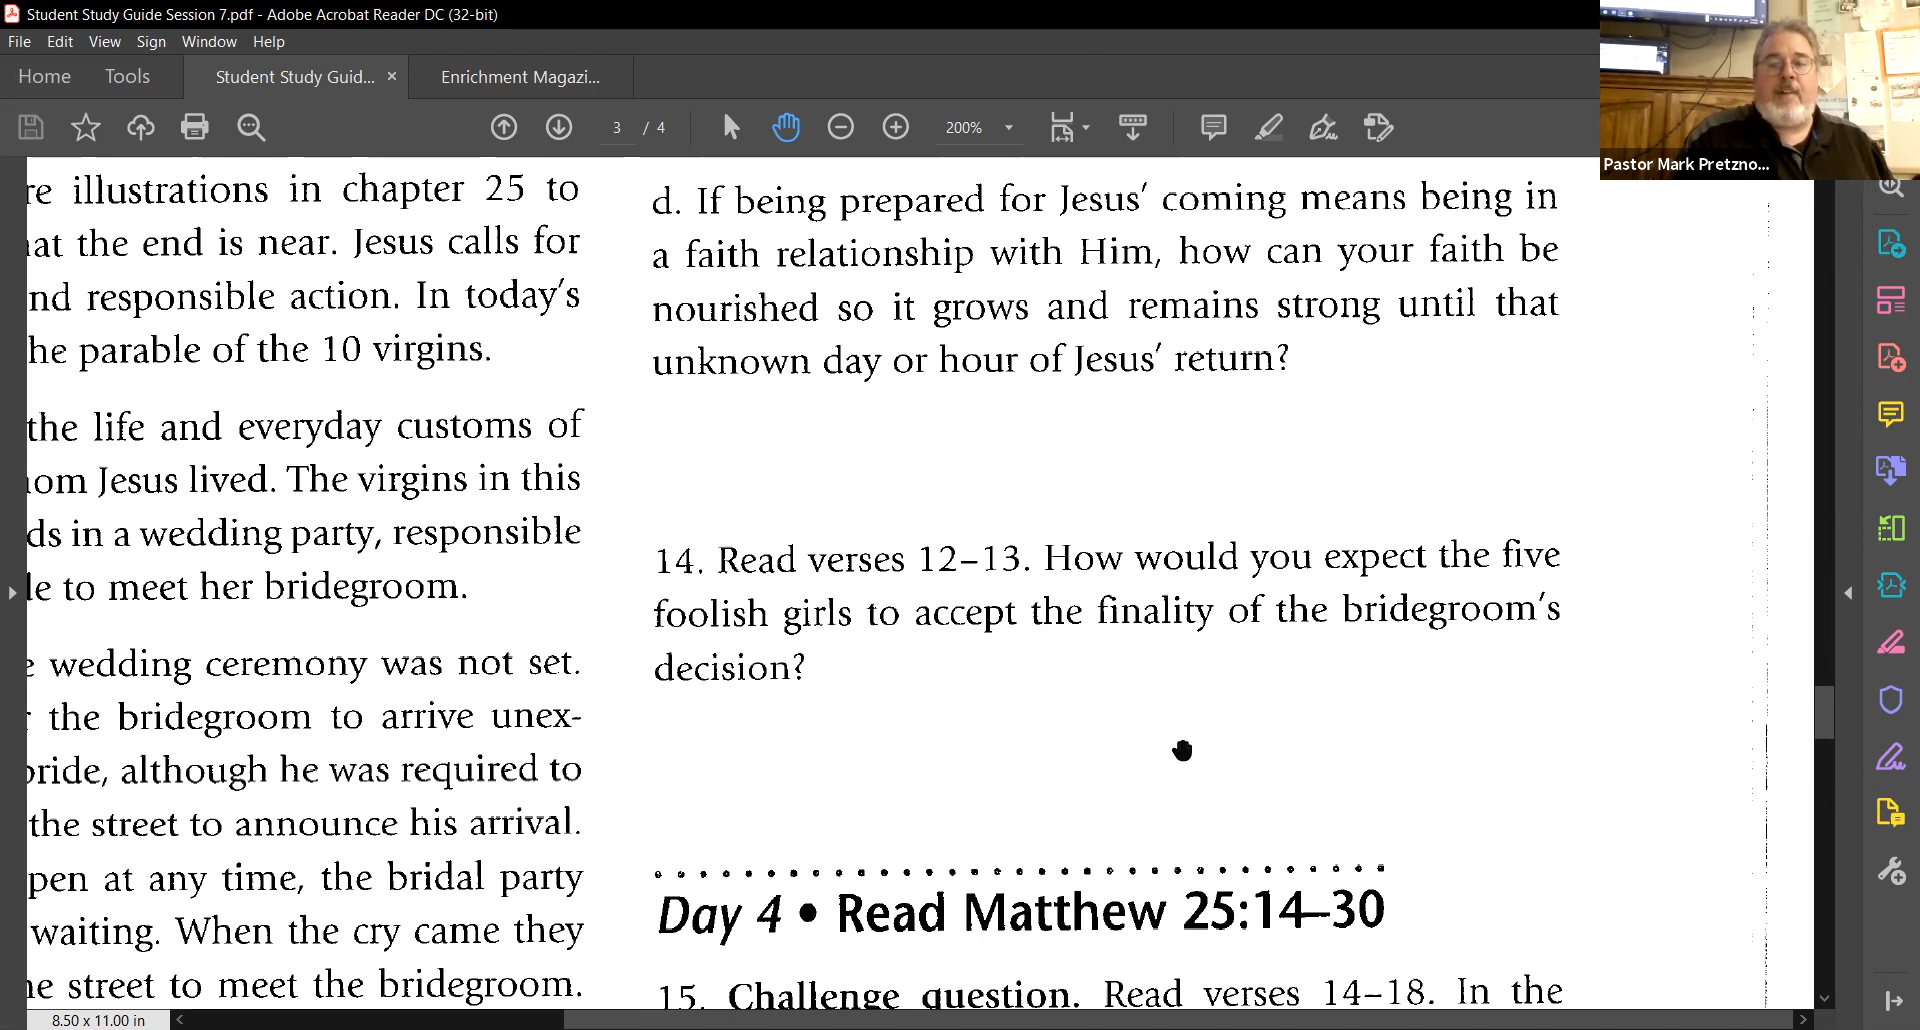 Student Study Guide Session 7.pdf - Adobe Acrobat Reader DC (32-bit)
File Edit View Sign Window Help
Home Tools Student Study Guid... × Enrichment Magazi...
3 / 4 200%
Pastor Mark Pretzno...
re illustrations in chapter 25 to
at the end is near. Jesus calls for
nd responsible action. In today's
he parable of the 10 virgins.
the life and everyday customs of
om Jesus lived. The virgins in this
ds in a wedding party, responsible
le to meet her bridegroom.
e wedding ceremony was not set.
r the bridegroom to arrive unex-
bride, although he was required to
the street to announce his arrival.
pen at any time, the bridal party
waiting. When the cry came they
ne street to meet the bridegroom.
d. If being prepared for Jesus' coming means being in
a faith relationship with Him, how can your faith be
nourished so it grows and remains strong until that
unknown day or hour of Jesus' return?
14. Read verses 12–13. How would you expect the five
foolish girls to accept the finality of the bridegroom's
decision?
Day 4 • Read Matthew 25:14–30
15. Challenge question. Read verses 14–18. In the
8.50 x 11.00 in